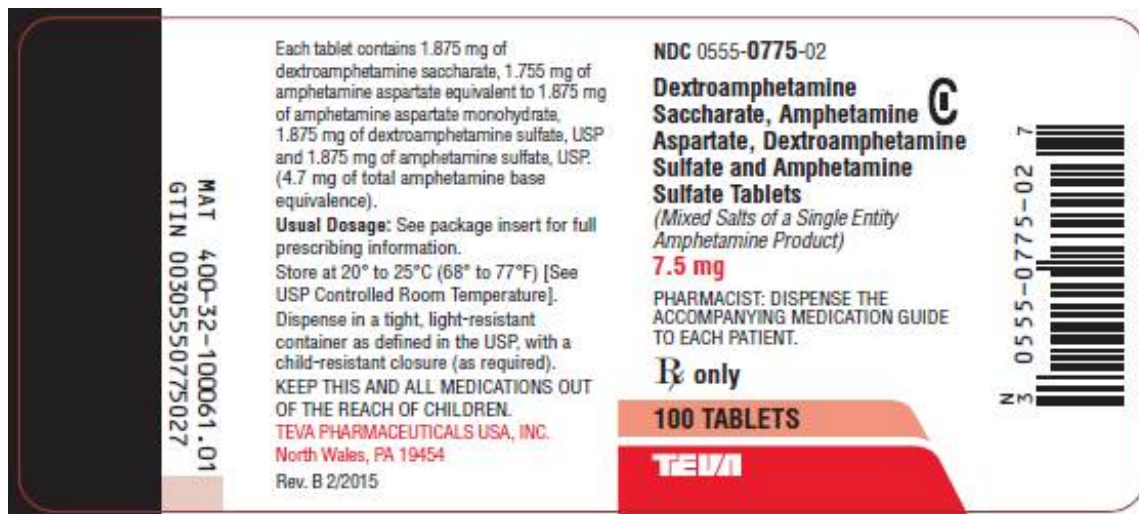 MAT 400-32-100061.01
GTIN 00305550775027
Each tablet contains 1.875 mg of
dextroamphetamine saccharate, 1.755 mg of
amphetamine aspartate equivalent to 1.875 mg
of amphetamine aspartate monohydrate,
1.875 mg of dextroamphetamine sulfate, USP
and 1.875 mg of amphetamine sulfate, USP.
(4.7 mg of total amphetamine base
equivalence).
Usual Dosage: See package insert for full
prescribing information.
Store at 20° to 25°C (68° to 77°F) [See
USP Controlled Room Temperature].
Dispense in a tight, light-resistant
container as defined in the USP, with a
child-resistant closure (as required).
KEEP THIS AND ALL MEDICATIONS OUT
OF THE REACH OF CHILDREN.
TEVA PHARMACEUTICALS USA, INC.
North Wales, PA 19454
Rev. B 2/2015
NDC 0555-0775-02
Dextroamphetamine
Saccharate, Amphetamine CII
Aspartate, Dextroamphetamine
Sulfate and Amphetamine
Sulfate Tablets
(Mixed Salts of a Single Entity
Amphetamine Product)
7.5 mg
PHARMACIST: DISPENSE THE
ACCOMPANYING MEDICATION GUIDE
TO EACH PATIENT.
℞ only
100 TABLETS
TEVA
N3 0555-0775-02 7